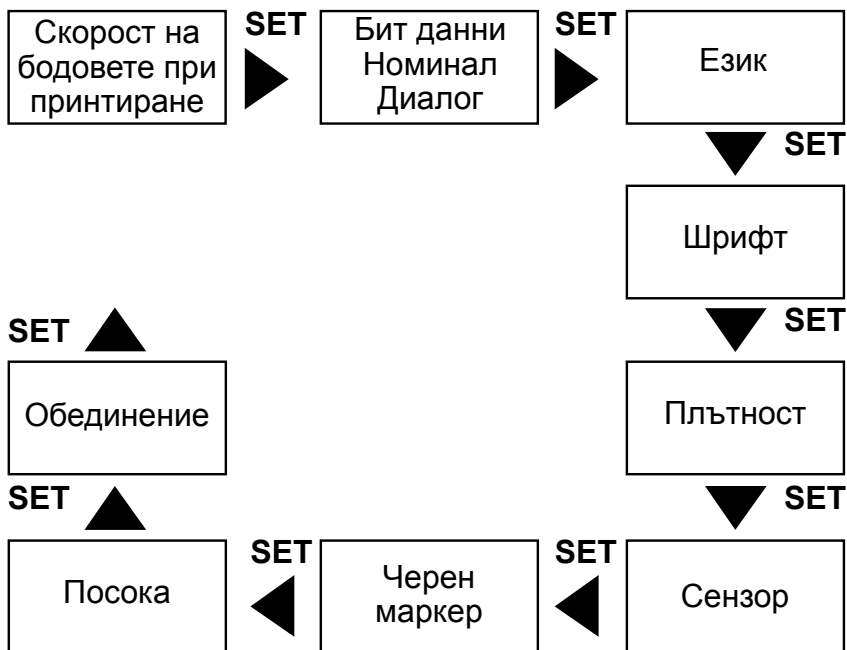 Скорост на
бодовете при
принтиране
SET
Бит данни
Номинал
Диалог
SET
Език
SET
Шрифт
SET
Плътност
SET
Сензор
SET
Черен
маркер
SET
Посока
SET
Обединение
SET